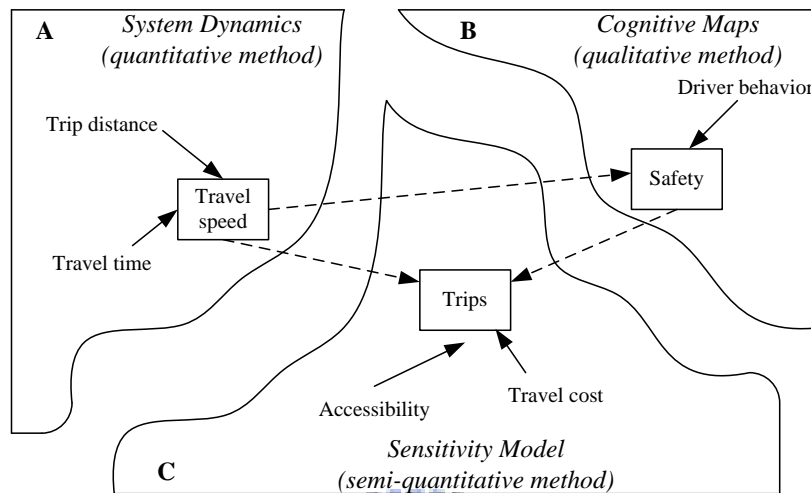 A
System Dynamics
(quantitative method)
B
Cognitive Maps
(qualitative method)
Driver behavior
Trip distance
Travel
speed
Safety
Travel time
Trips
Accessibility
Travel cost
C
Sensitivity Model
(semi-quantitative method)